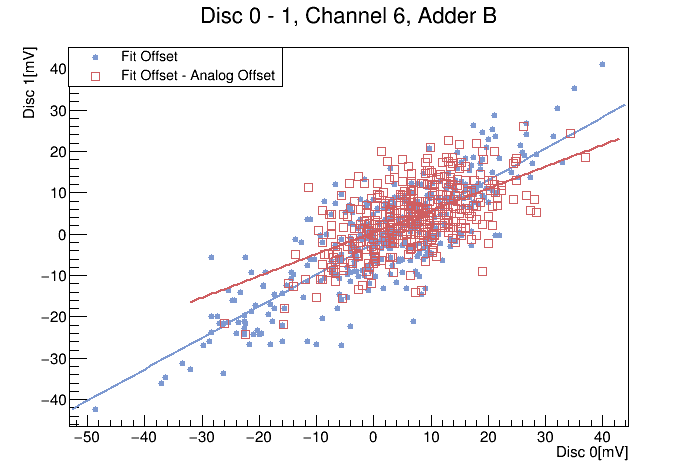 Disc 0 - 1, Channel 6, Adder B
Disc 1[mV]
Fit Offset
Fit Offset - Analog Offset
40
30
20
10
0
−10
−20
−30
−40
−50 −40 −30 −20 −10 0 10 20 30 40
Disc 0[mV]